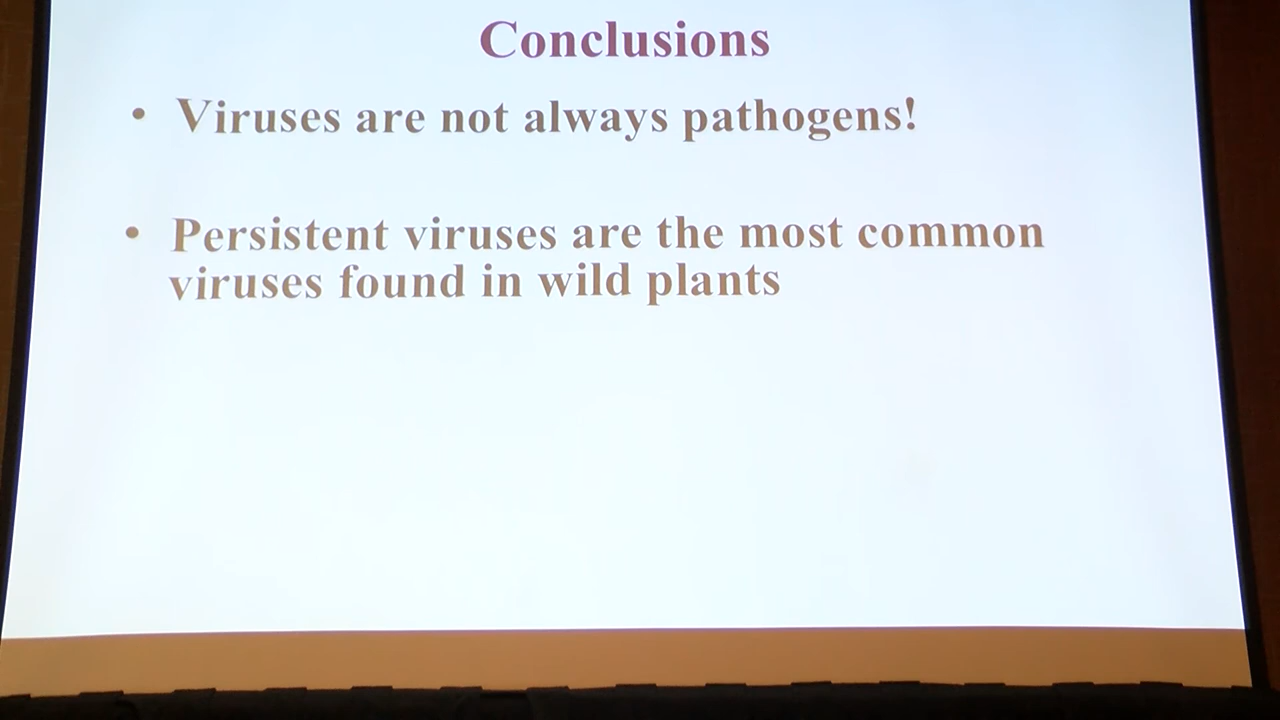 Conclusions
• Viruses are not always pathogens!
• Persistent viruses are the most common
viruses found in wild plants